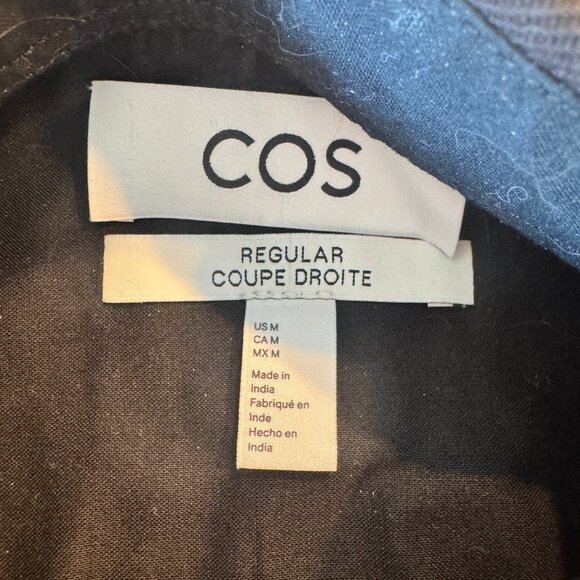 COS
REGULAR
COUPE DROITE
US M
CA M
MX M
Made in
India
Fabriqué en
Inde
Hecho en
India